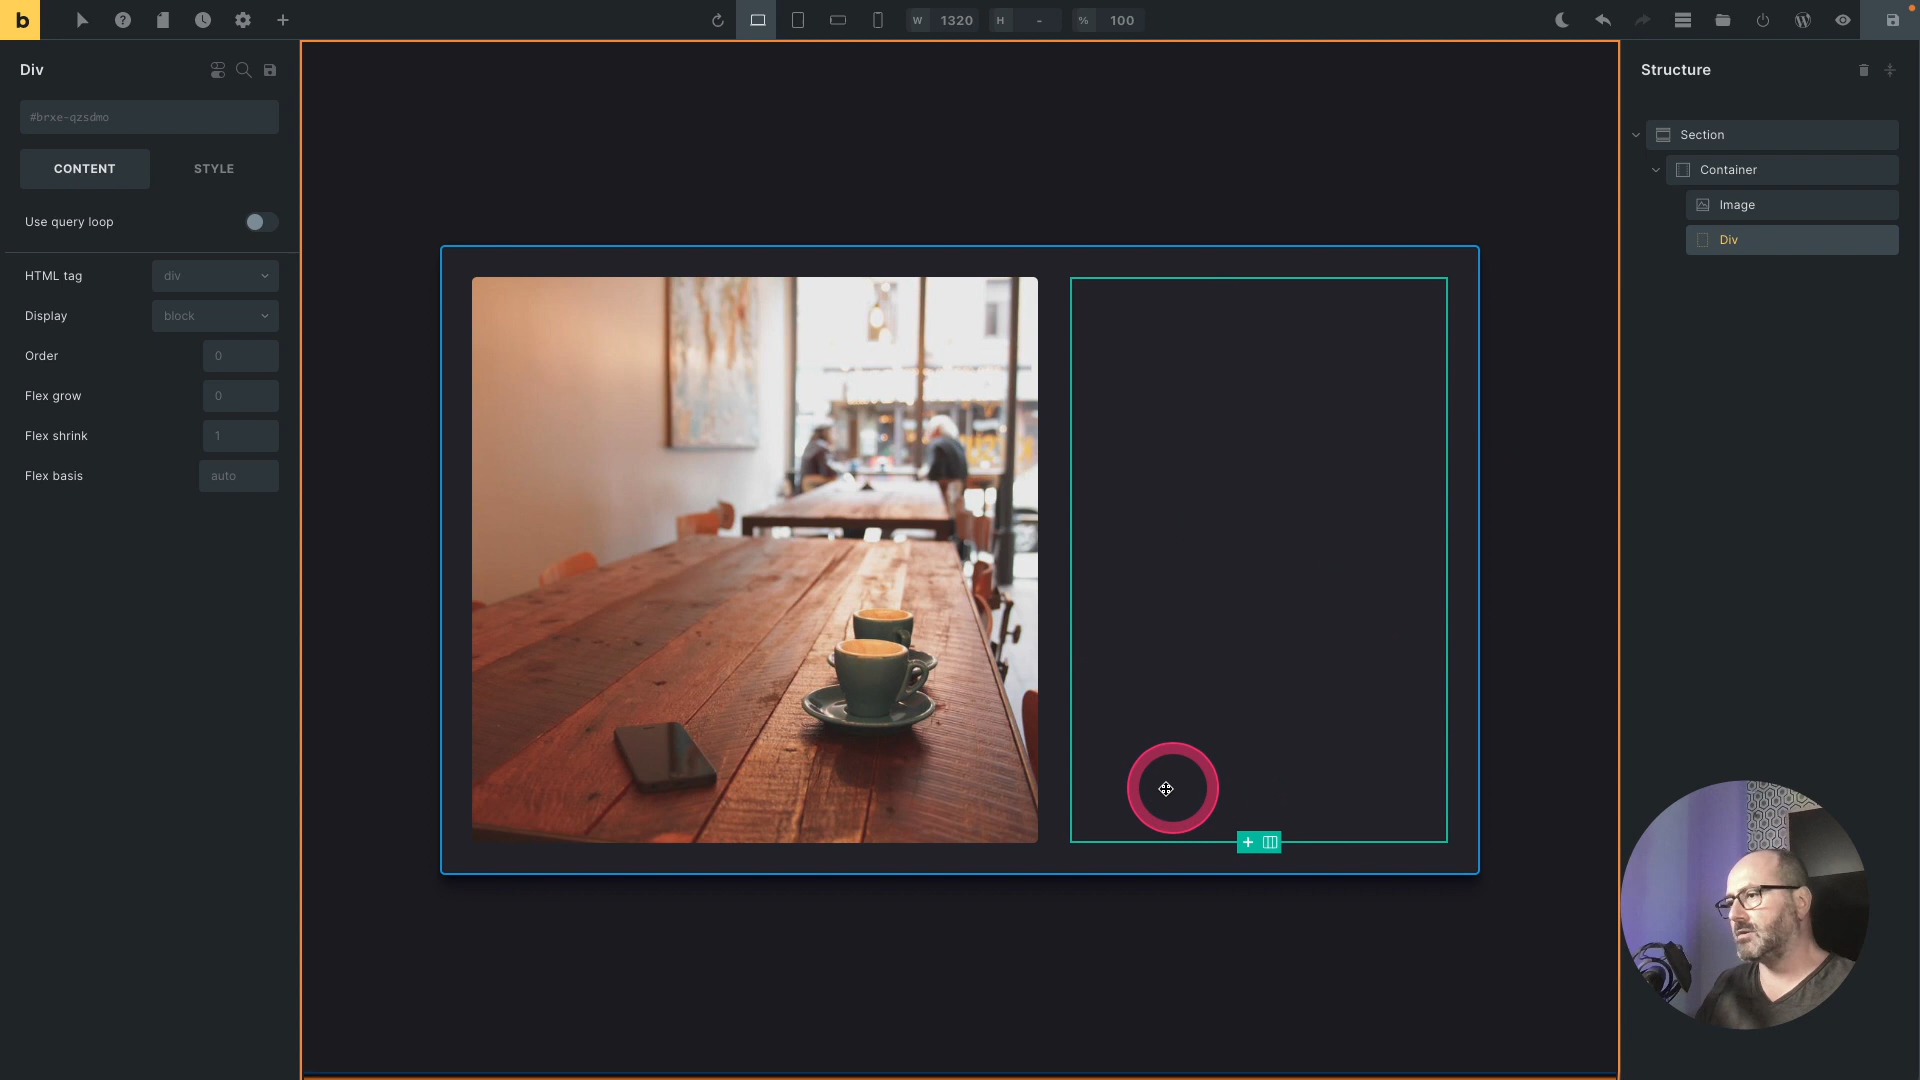 b
W 1320 H - % 100
Div
#brxe-qzsdmo
CONTENT STYLE
Use query loop
HTML tag div
Display block
Order 0
Flex grow 0
Flex shrink 1
Flex basis auto
Structure
Section
Container
Image
Div